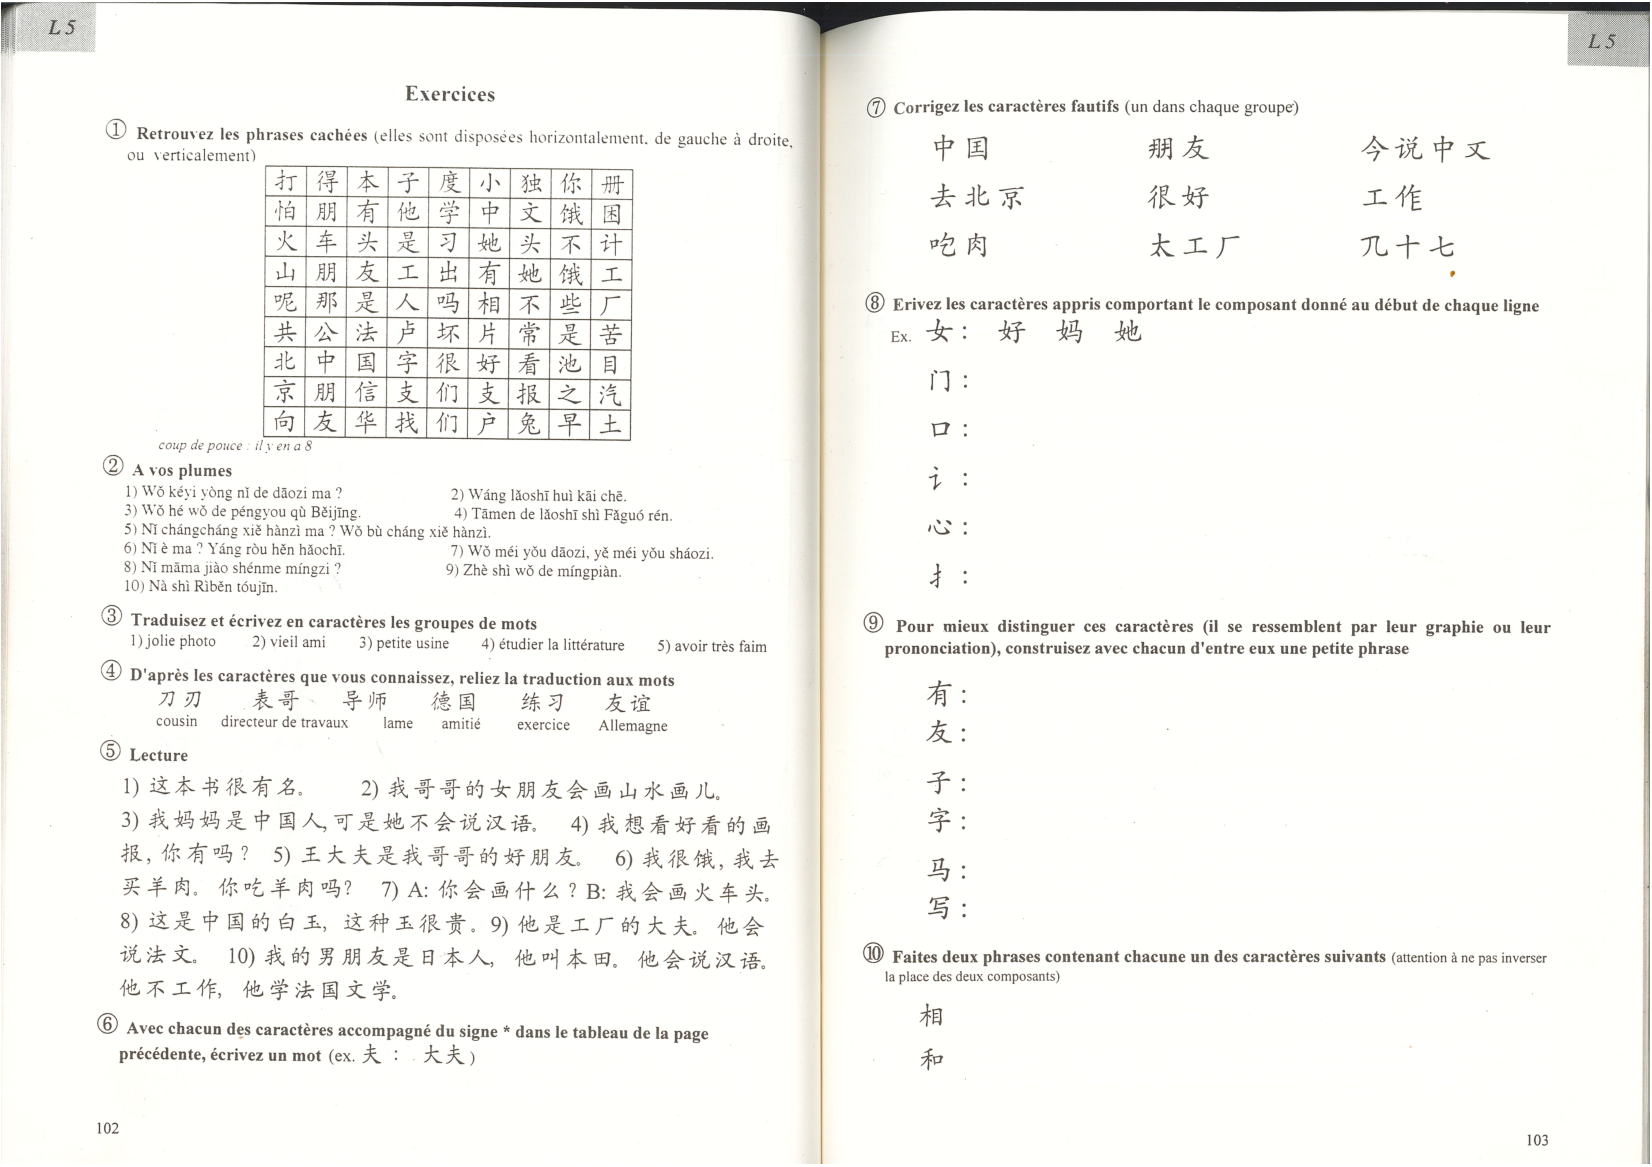 L 5
Exercices
① Retrouvez les phrases cachées (elles sont disposées horizontalement, de gauche à droite,
ou verticalement)
打 得 本 子 度 小 独 你 册
怕 朋 有 他 学 中 文 饿 困
火 车 头 是 习 她 头 不 计
山 朋 友 工 出 有 她 饿 工
呢 那 是 人 吗 相 不 些 厂
共 公 法 卢 坏 片 常 是 苦
北 中 国 字 很 好 看 池 目
京 朋 信 支 们 支 报 之 汽
向 友 华 找 们 户 兔 早 土
coup de pouce : il y en a 8
② A vos plumes
1) Wǒ kéyi yòng nǐ de dāozi ma ? 2) Wáng lǎoshī huì kāi chē.
3) Wǒ hé wǒ de péngyou qù Běijīng. 4) Tāmen de lǎoshī shì Fǎguó rén.
5) Nǐ chángcháng xiě hànzì ma ? Wǒ bù cháng xiě hànzì.
6) Nǐ è ma ? Yáng ròu hěn hǎochī. 7) Wǒ méi yǒu dāozi, yě méi yǒu sháozi.
8) Nǐ māma jiào shénme míngzi ? 9) Zhè shì wǒ de míngpiàn.
10) Nà shì Rìběn tóujīn.
③ Traduisez et écrivez en caractères les groupes de mots
1) jolie photo 2) vieil ami 3) petite usine 4) étudier la littérature 5) avoir très faim
④ D'après les caractères que vous connaissez, reliez la traduction aux mots
刀刃 表哥 导师 德国 练习 友谊
cousin directeur de travaux lame amitié exercice Allemagne
⑤ Lecture
1) 这本书很有名。 2) 我哥哥的女朋友会画山水画儿。
3) 我妈妈是中国人,可是她不会说汉语。 4) 我想看好看的画
报, 你有吗? 5) 王大夫是我哥哥的好朋友。 6) 我很饿, 我去
买羊肉。你吃羊肉吗? 7) A: 你会画什么? B: 我会画火车头。
8) 这是中国的白玉, 这种玉很贵。9) 他是工厂的大夫。他会
说法文。 10) 我的男朋友是日本人, 他叫本田。他会说汉语。
他不工作, 他学法国文学。
⑥ Avec chacun des caractères accompagné du signe * dans le tableau de la page
précédente, écrivez un mot (ex. 夫 : 大夫)
102
L 5
⑦ Corrigez les caractères fautifs (un dans chaque groupe)
中 朋友 今说中
去北 很好 工作
吃肉 太工厂 十七
⑧ Erivez les caractères appris comportant le composant donné au début de chaque ligne
Ex. 女: 好 妈 她
门:
口:
讠:
心:
扌:
⑨ Pour mieux distinguer ces caractères (il se ressemblent par leur graphie ou leur
prononciation), construisez avec chacun d'entre eux une petite phrase
有:
友:
子:
字:
马:
写:
⑩ Faites deux phrases contenant chacune un des caractères suivants (attention à ne pas inverser
la place des deux composants)
相
和
103